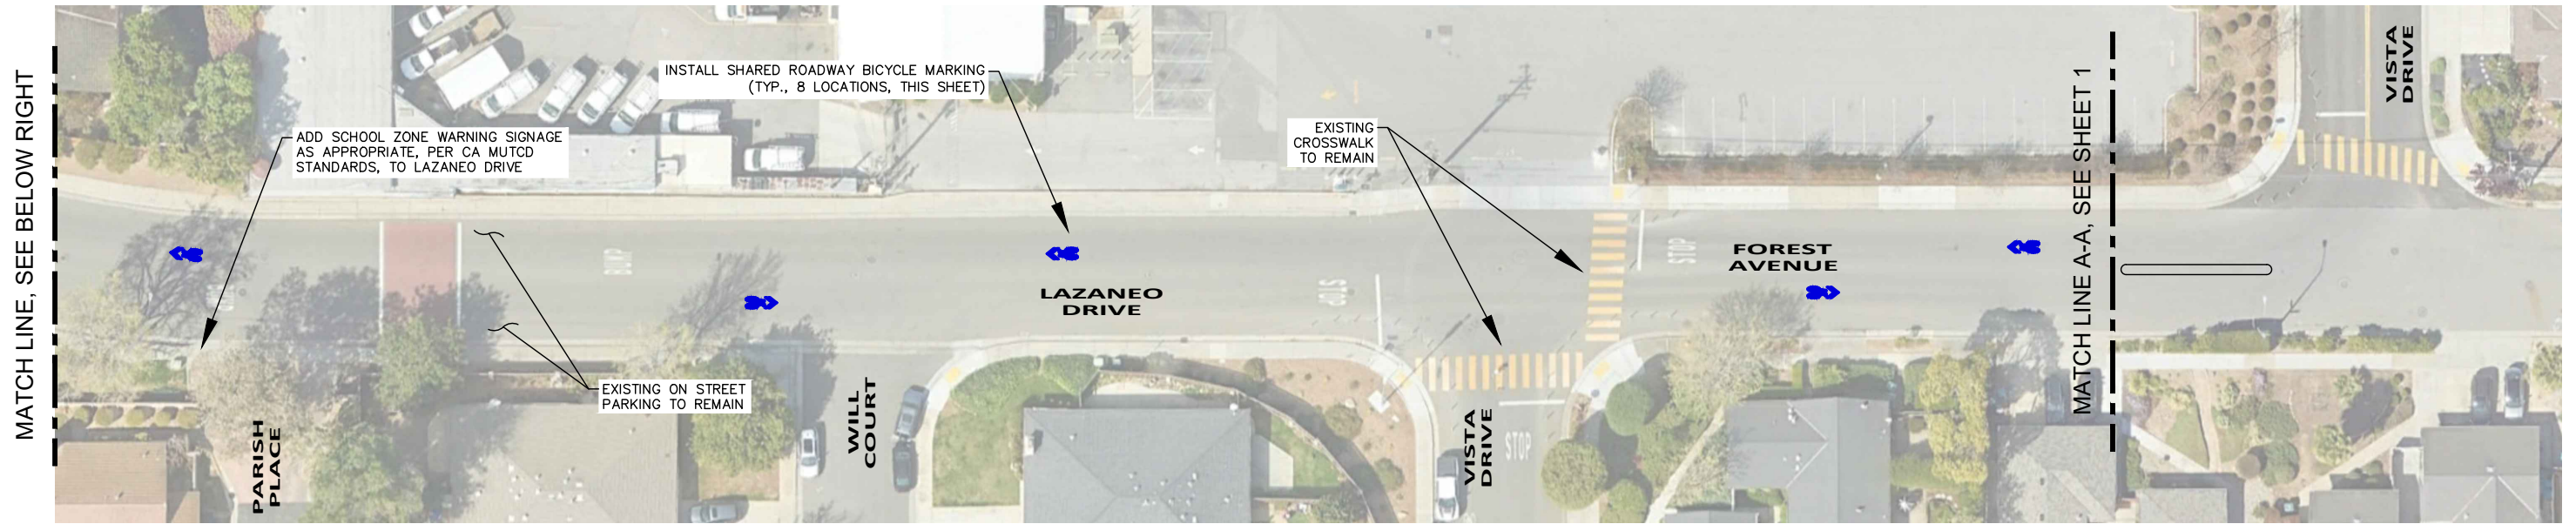 MATCH LINE, SEE BELOW RIGHT
ADD SCHOOL ZONE WARNING SIGNAGE
AS APPROPRIATE, PER CA MUTCD
STANDARDS, TO LAZANEO DRIVE
INSTALL SHARED ROADWAY BICYCLE MARKING
(TYP., 8 LOCATIONS, THIS SHEET)
EXISTING
CROSSWALK
TO REMAIN
VISTA
DRIVE
MATCH LINE A-A, SEE SHEET 1
BUMP
STOP
FOREST
AVENUE
LAZANEO
DRIVE
STOP
EXISTING ON STREET
PARKING TO REMAIN
PARISH
PLACE
WILL
COURT
VISTA
DRIVE
STOP